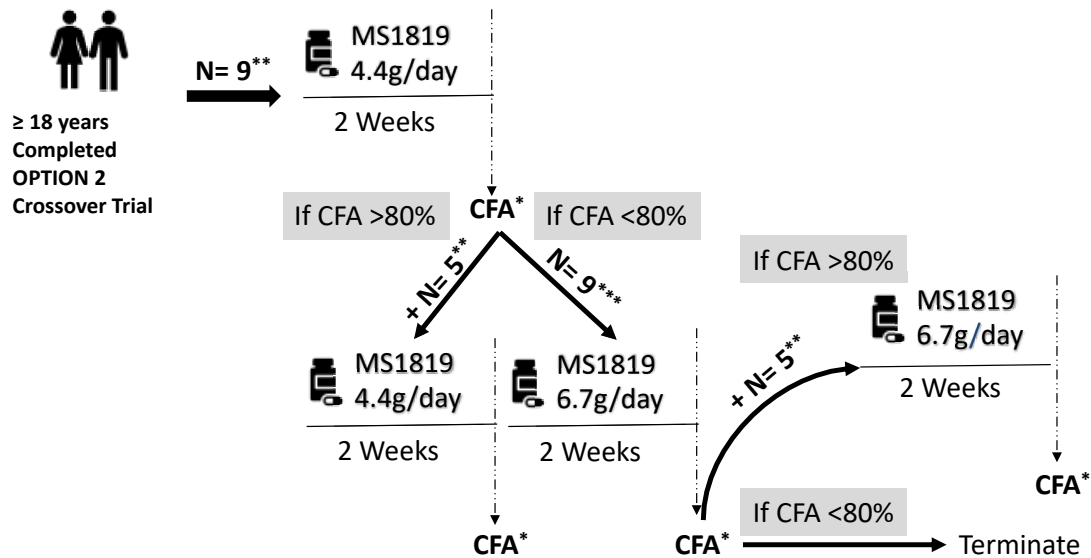 N= 9**
MS1819
4.4g/day
2 Weeks
≥ 18 years
Completed
OPTION 2
Crossover Trial
If CFA >80%
CFA*
If CFA <80%
+ N= 5**
N= 9***
If CFA >80%
MS1819
6.7g/day
2 Weeks
+ N= 5**
MS1819
4.4g/day
2 Weeks
MS1819
6.7g/day
2 Weeks
CFA*
CFA*
CFA*
If CFA <80%
Terminate